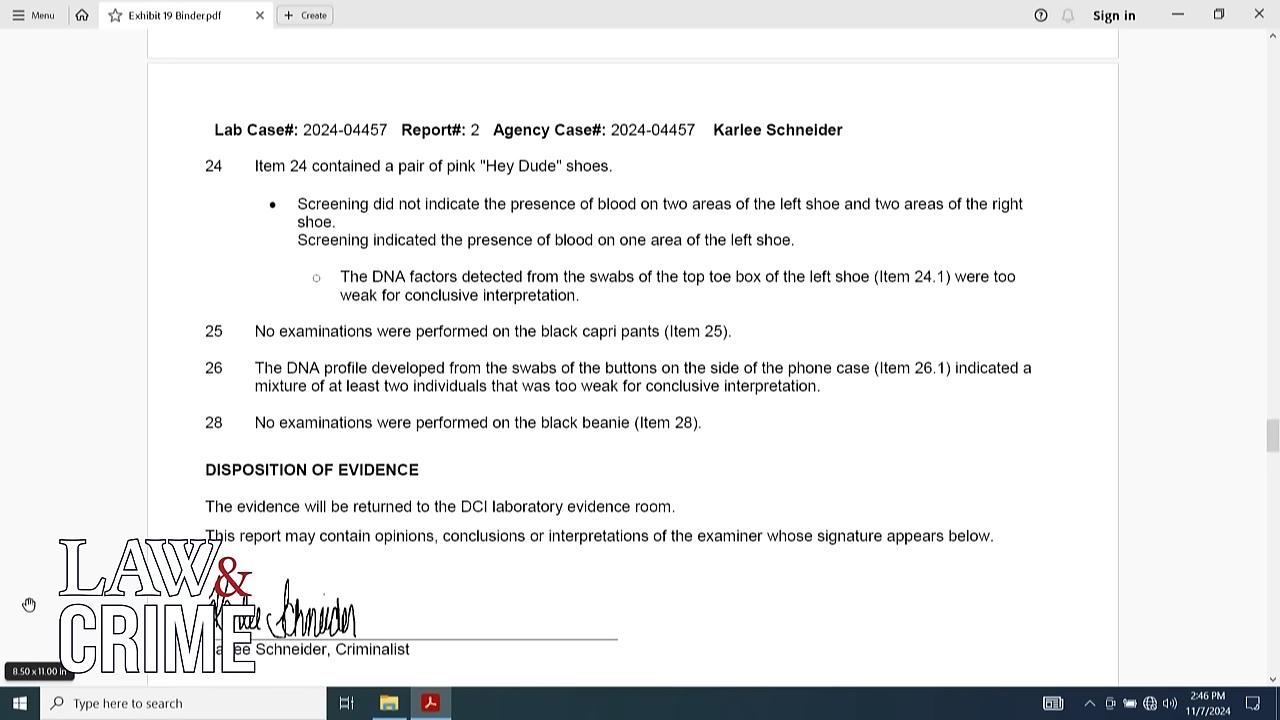 Menu
Exhibit 19 Binder.pdf
Create
Sign in
Lab Case#: 2024-04457 Report#: 2 Agency Case#: 2024-04457 Karlee Schneider
24 Item 24 contained a pair of pink "Hey Dude" shoes.
• Screening did not indicate the presence of blood on two areas of the left shoe and two areas of the right
shoe.
Screening indicated the presence of blood on one area of the left shoe.
○ The DNA factors detected from the swabs of the top toe box of the left shoe (Item 24.1) were too
weak for conclusive interpretation.
25 No examinations were performed on the black capri pants (Item 25).
26 The DNA profile developed from the swabs of the buttons on the side of the phone case (Item 26.1) indicated a
mixture of at least two individuals that was too weak for conclusive interpretation.
28 No examinations were performed on the black beanie (Item 28).
DISPOSITION OF EVIDENCE
The evidence will be returned to the DCI laboratory evidence room.
This report may contain opinions, conclusions or interpretations of the examiner whose signature appears below.
LAW&
CRIME
Schneider
ee Schneider, Criminalist
8.50 x 11.00 in
Type here to search
2:46 PM
11/7/2024